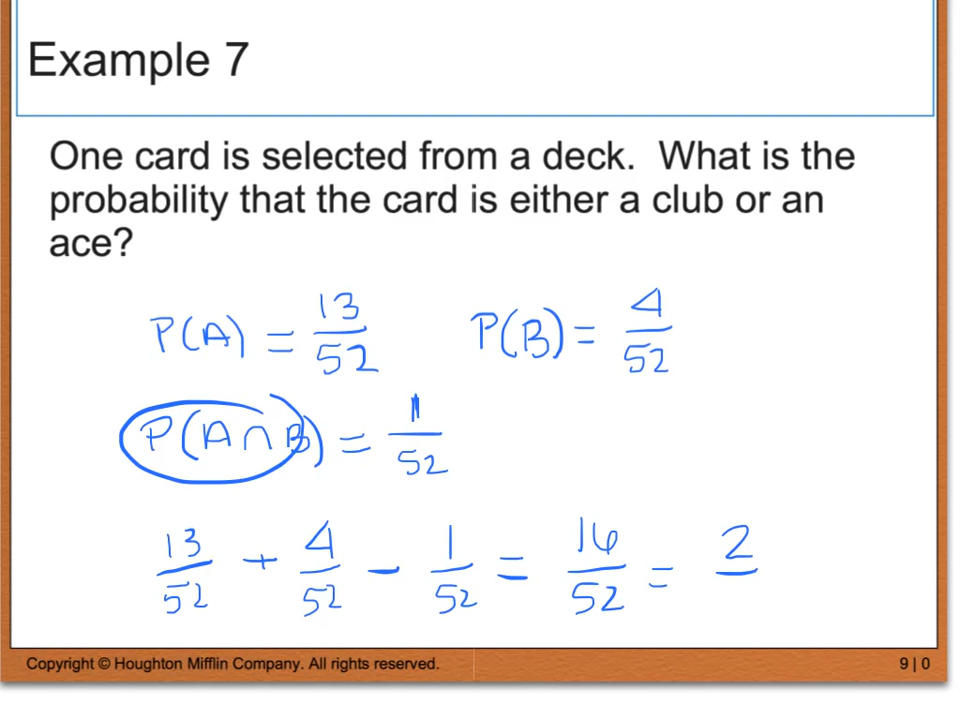 Example 7
One card is selected from a deck. What is the
probability that the card is either a club or an
ace?
P(A) = 13/52 P(B) = 4/52
P(A∩B) = 1/52
13/52 + 4/52 - 1/52 = 16/52 = 2/
Copyright © Houghton Mifflin Company. All rights reserved. 9 | 0